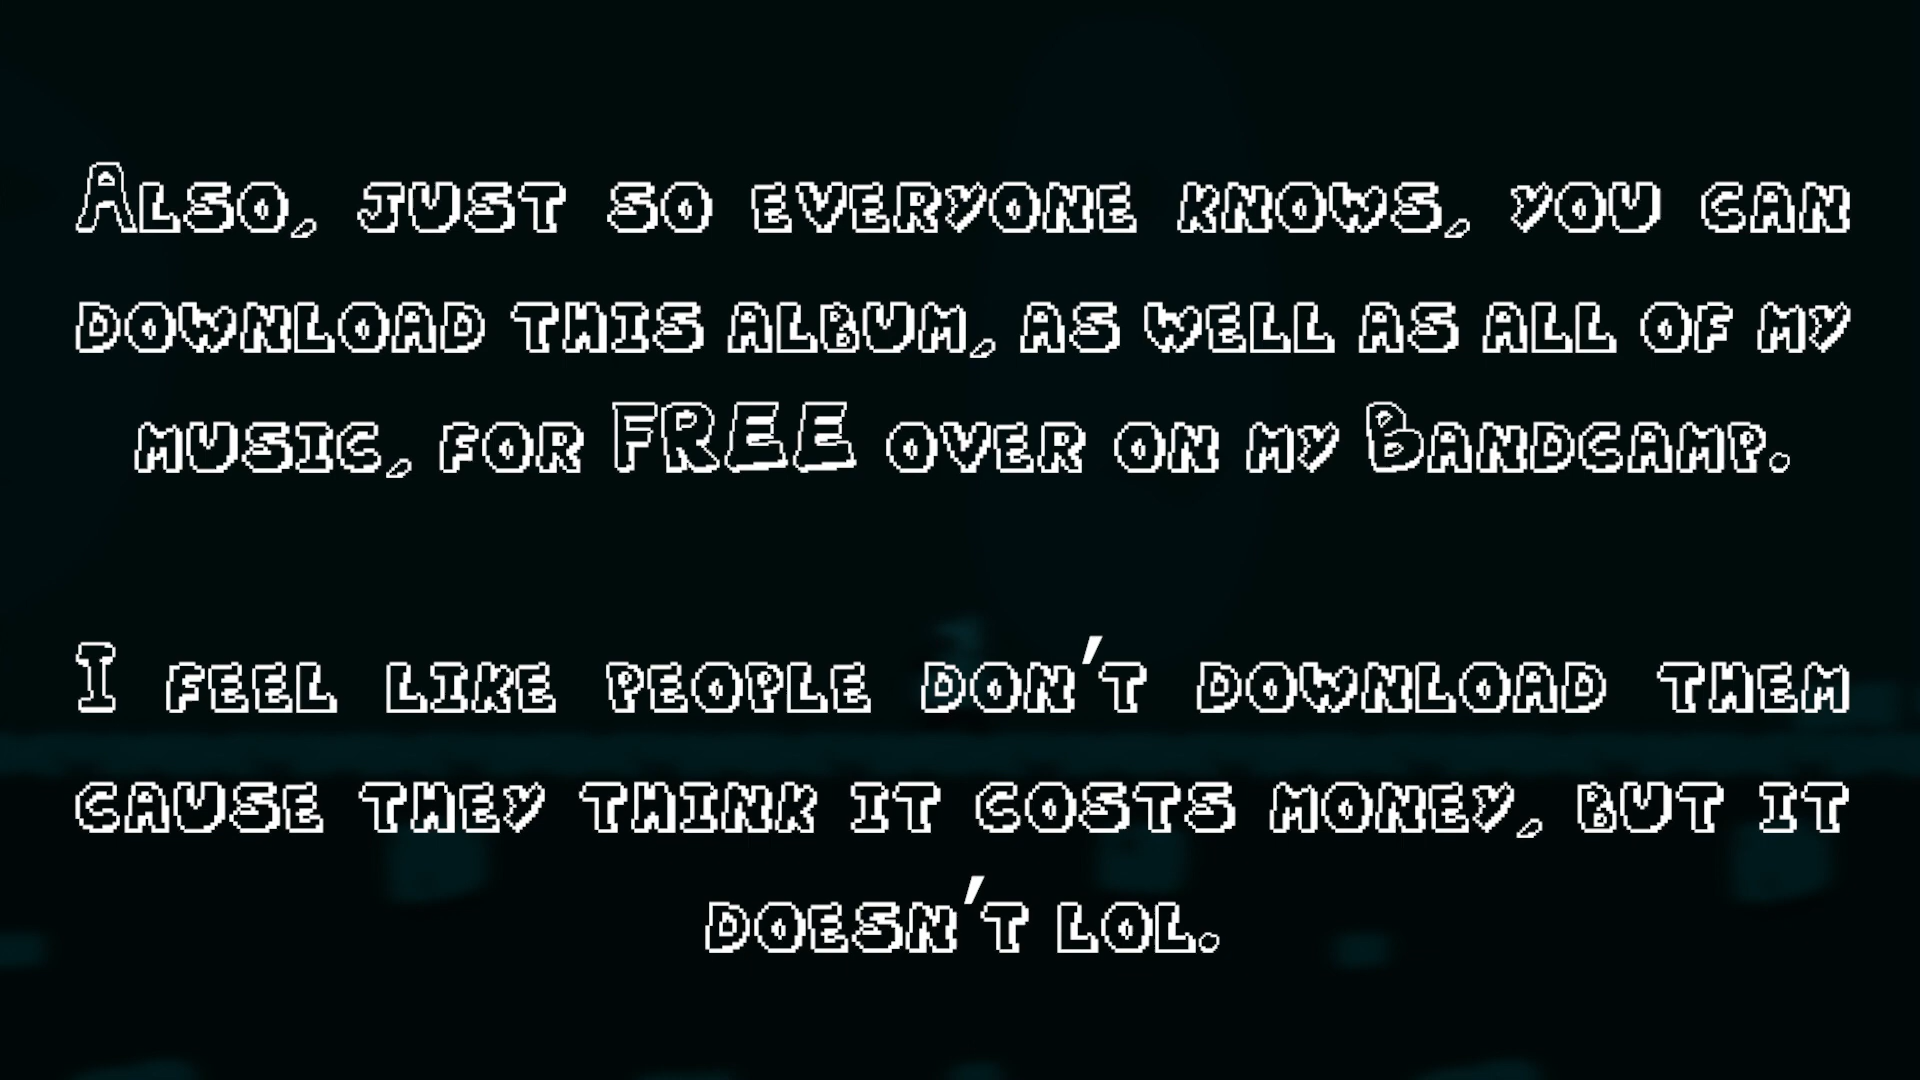 Also, just so everyone knows, you can
download this album, as well as all of my
music, for FREE over on my Bandcamp.
I feel like people don't download them
cause they think it costs money, but it
doesn't lol.